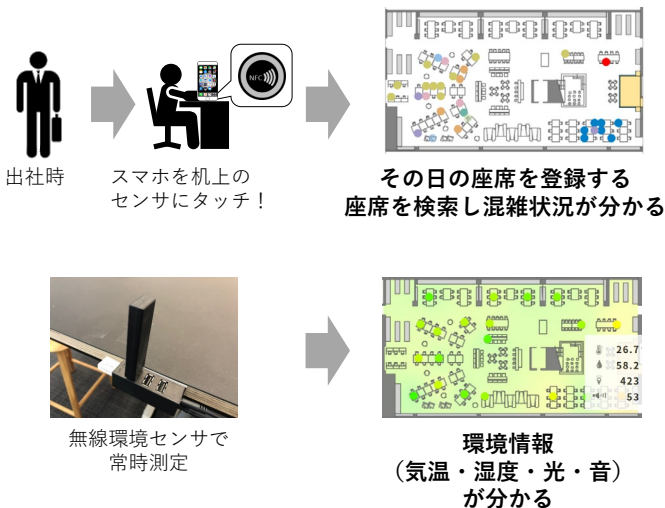 NFC
出社時
スマホを机上の
センサにタッチ！
その日の座席を登録する
座席を検索し混雑状況が分かる
26.7
58.2
423
53
無線環境センサで
常時測定
環境情報
（気温・湿度・光・音）
が分かる